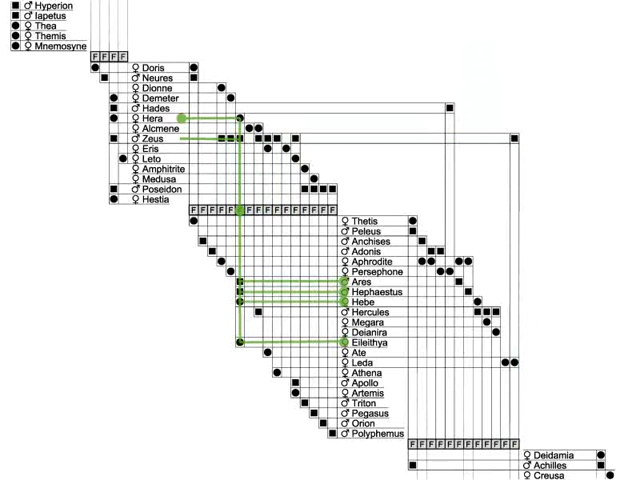 ♂ Hyperion
♂ Iapetus
♀ Thea
♀ Themis
♀ Mnemosyne
F F F F
♀ Doris
♂ Neures
♀ Dionne
♀ Demeter
♂ Hades
♀ Hera
♀ Alcmene
♂ Zeus
♀ Eris
♀ Leto
♀ Amphitrite
♀ Medusa
♂ Poseidon
♀ Hestia
F F F F F F F F F F F F F F F F
♀ Thetis
♂ Peleus
♂ Anchises
♂ Adonis
♀ Aphrodite
♀ Persephone
♂ Ares
♂ Hephaestus
♀ Hebe
♂ Hercules
♀ Megara
♀ Deianira
♀ Eileithya
♀ Ate
♀ Leda
♀ Athena
♂ Apollo
♀ Artemis
♂ Triton
♂ Pegasus
♂ Orion
♂ Polyphemus
F F F F F F F F F F F F
♀ Deidamia
♂ Achilles
♀ Creusa